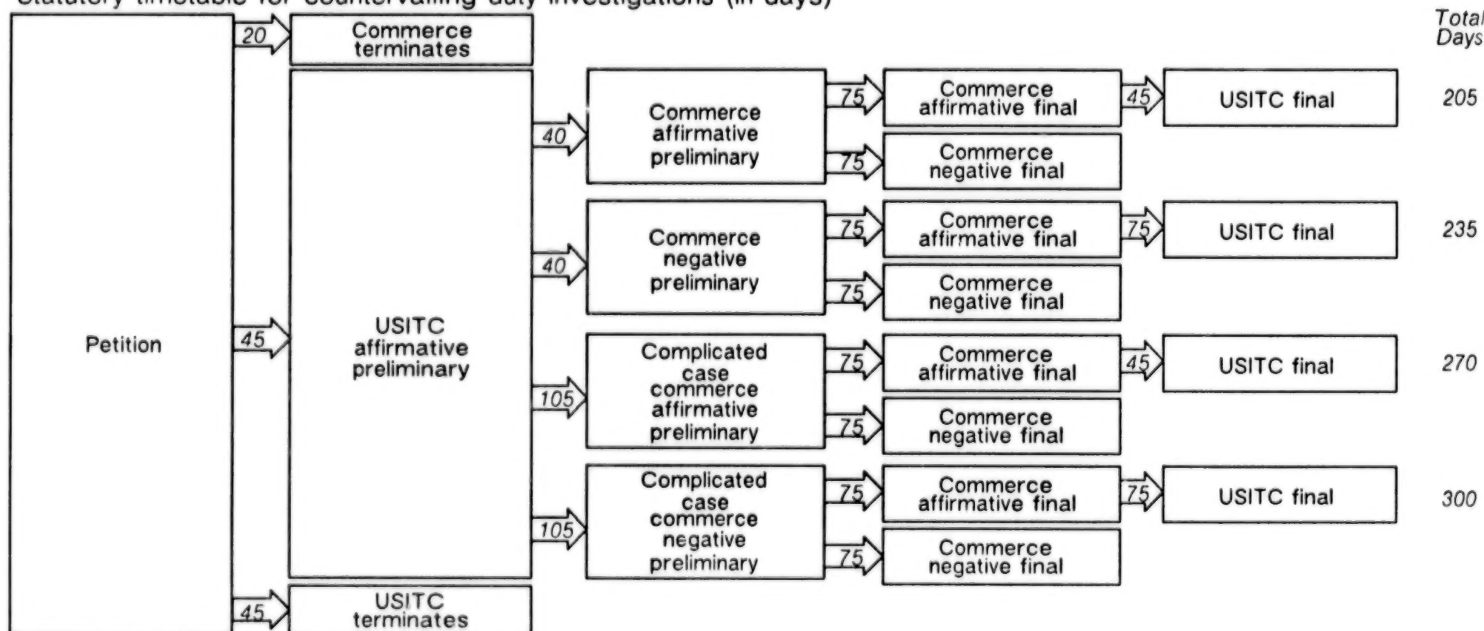 Statutory timetable for countervailing duty investigations (in days)
Total
Days
20
Commerce
terminates
Petition
45
USITC
affirmative
preliminary
45
USITC
terminates
40
Commerce
affirmative
preliminary
75
Commerce
affirmative final
45
USITC final
205
75
Commerce
negative final
40
Commerce
negative
preliminary
75
Commerce
affirmative final
75
USITC final
235
75
Commerce
negative final
105
Complicated
case
commerce
affirmative
preliminary
75
Commerce
affirmative final
45
USITC final
270
75
Commerce
negative final
105
Complicated
case
commerce
negative
preliminary
75
Commerce
affirmative final
75
USITC final
300
75
Commerce
negative final